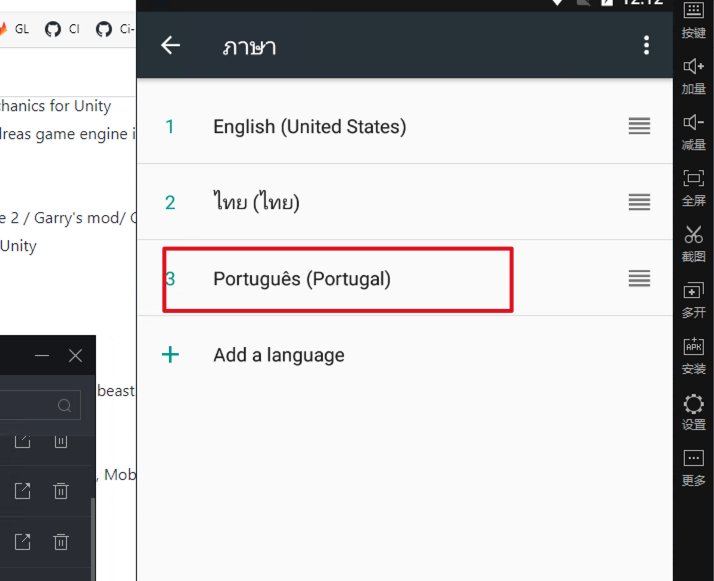 GL
CI
Ci-
12:12
ภาษา
hanics for Unity
reas game engine i
e 2 / Garry's mod/
Unity
beast
, Mob
1 English (United States)
2 ไทย (ไทย)
3 Português (Portugal)
+ Add a language
按键
加量
减量
全屏
截图
多开
APK
安装
设置
更多